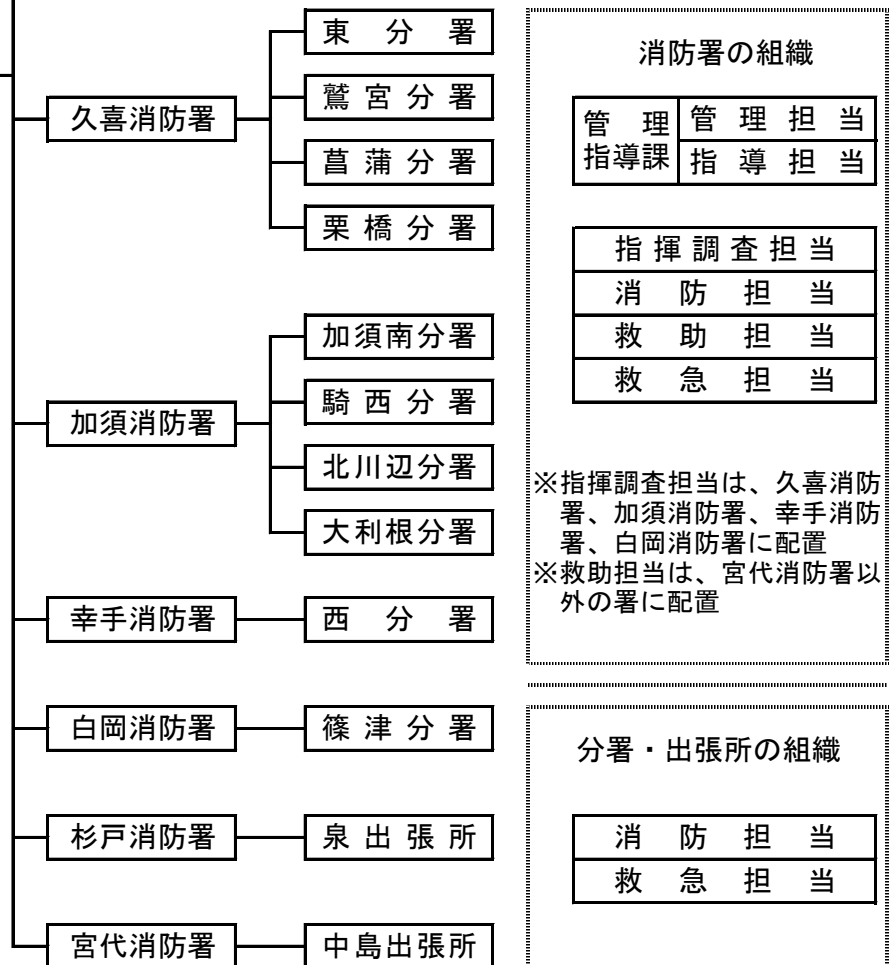 久喜消防署
東分署
鷲宮分署
菖蒲分署
栗橋分署
加須消防署
加須南分署
騎西分署
北川辺分署
大利根分署
幸手消防署
西分署
白岡消防署
篠津分署
杉戸消防署
泉出張所
宮代消防署
中島出張所
消防署の組織
管理
指導課
管理担当
指導担当
指揮調査担当
消防担当
救助担当
救急担当
※指揮調査担当は、久喜消防
署、加須消防署、幸手消防
署、白岡消防署に配置
※救助担当は、宮代消防署以
外の署に配置
分署・出張所の組織
消防担当
救急担当